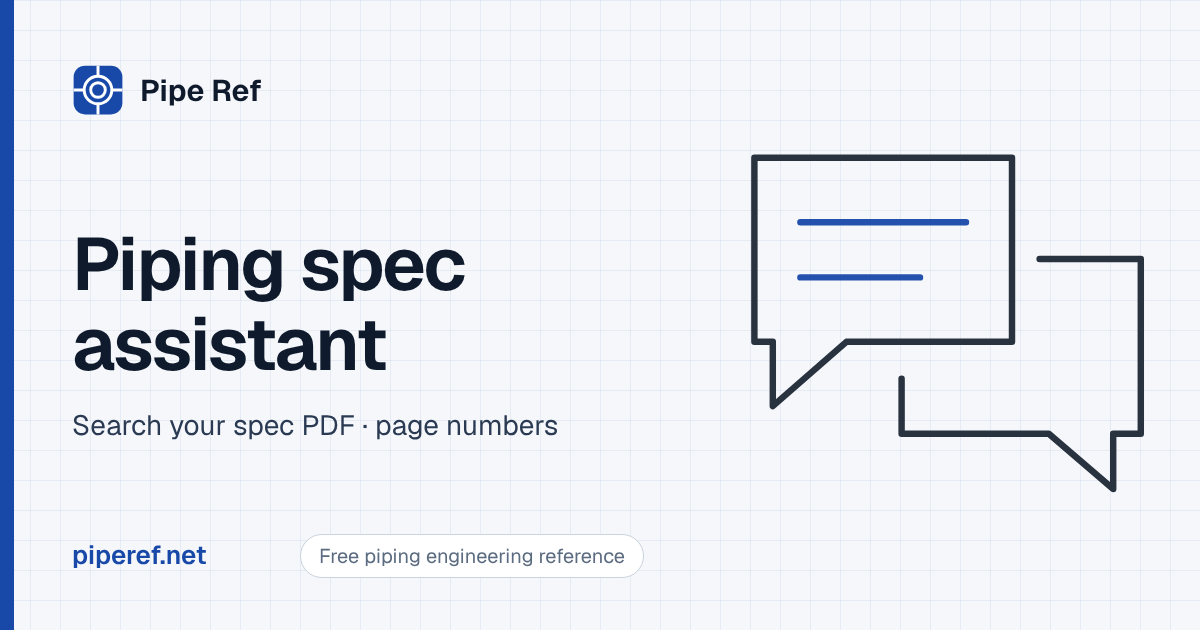 Pipe Ref
Piping spec
assistant
Search your spec PDF · page numbers
piperef.net
Free piping engineering reference